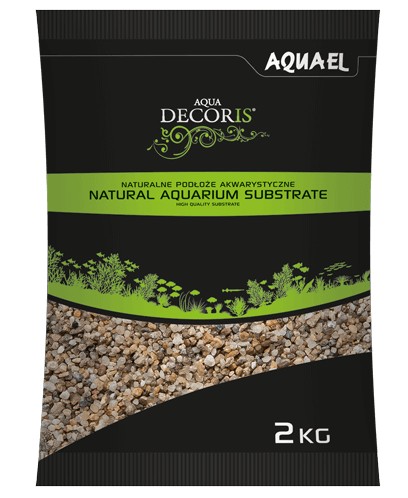 AQUAEL
AQUA
DECORIS®
NATURALNE PODŁOŻE AKWARYSTYCZNE
NATURAL AQUARIUM SUBSTRATE
HIGH QUALITY SUBSTRATE
2 KG